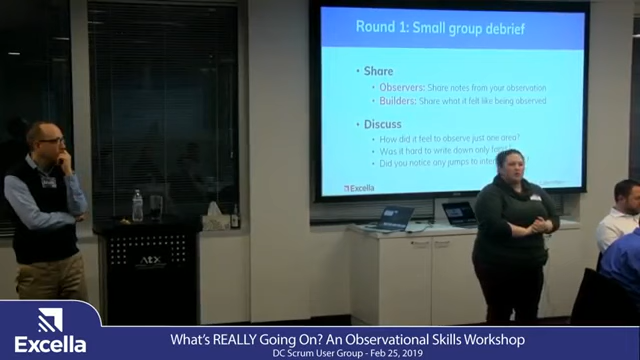 Round 1: Small group debrief
• Share
• Observers: Share notes from your observation
• Builders: Share what it felt like being observed
• Discuss
• How did it feel to observe just one area?
• Was it hard to write down only
• Did you notice any jumps to
Excella
Excella
What's REALLY Going On? An Observational Skills Workshop
DC Scrum User Group - Feb 25, 2019